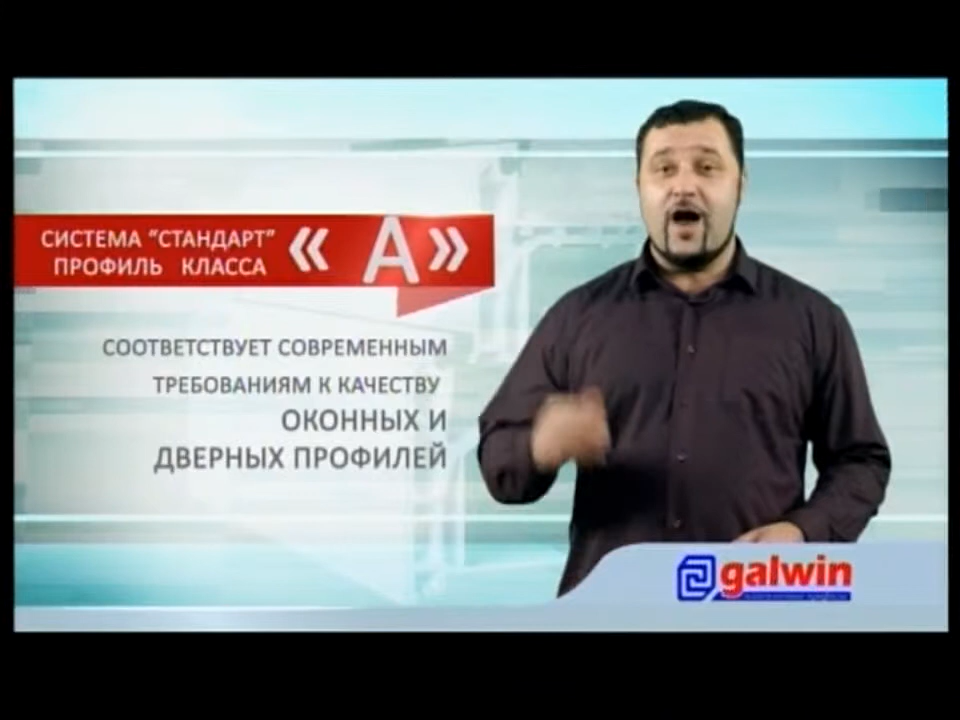 СИСТЕМА “СТАНДАРТ”
ПРОФИЛЬ КЛАССА
« А »
СООТВЕТСТВУЕТ СОВРЕМЕННЫМ
ТРЕБОВАНИЯМ К КАЧЕСТВУ
ОКОННЫХ И
ДВЕРНЫХ ПРОФИЛЕЙ
galwin